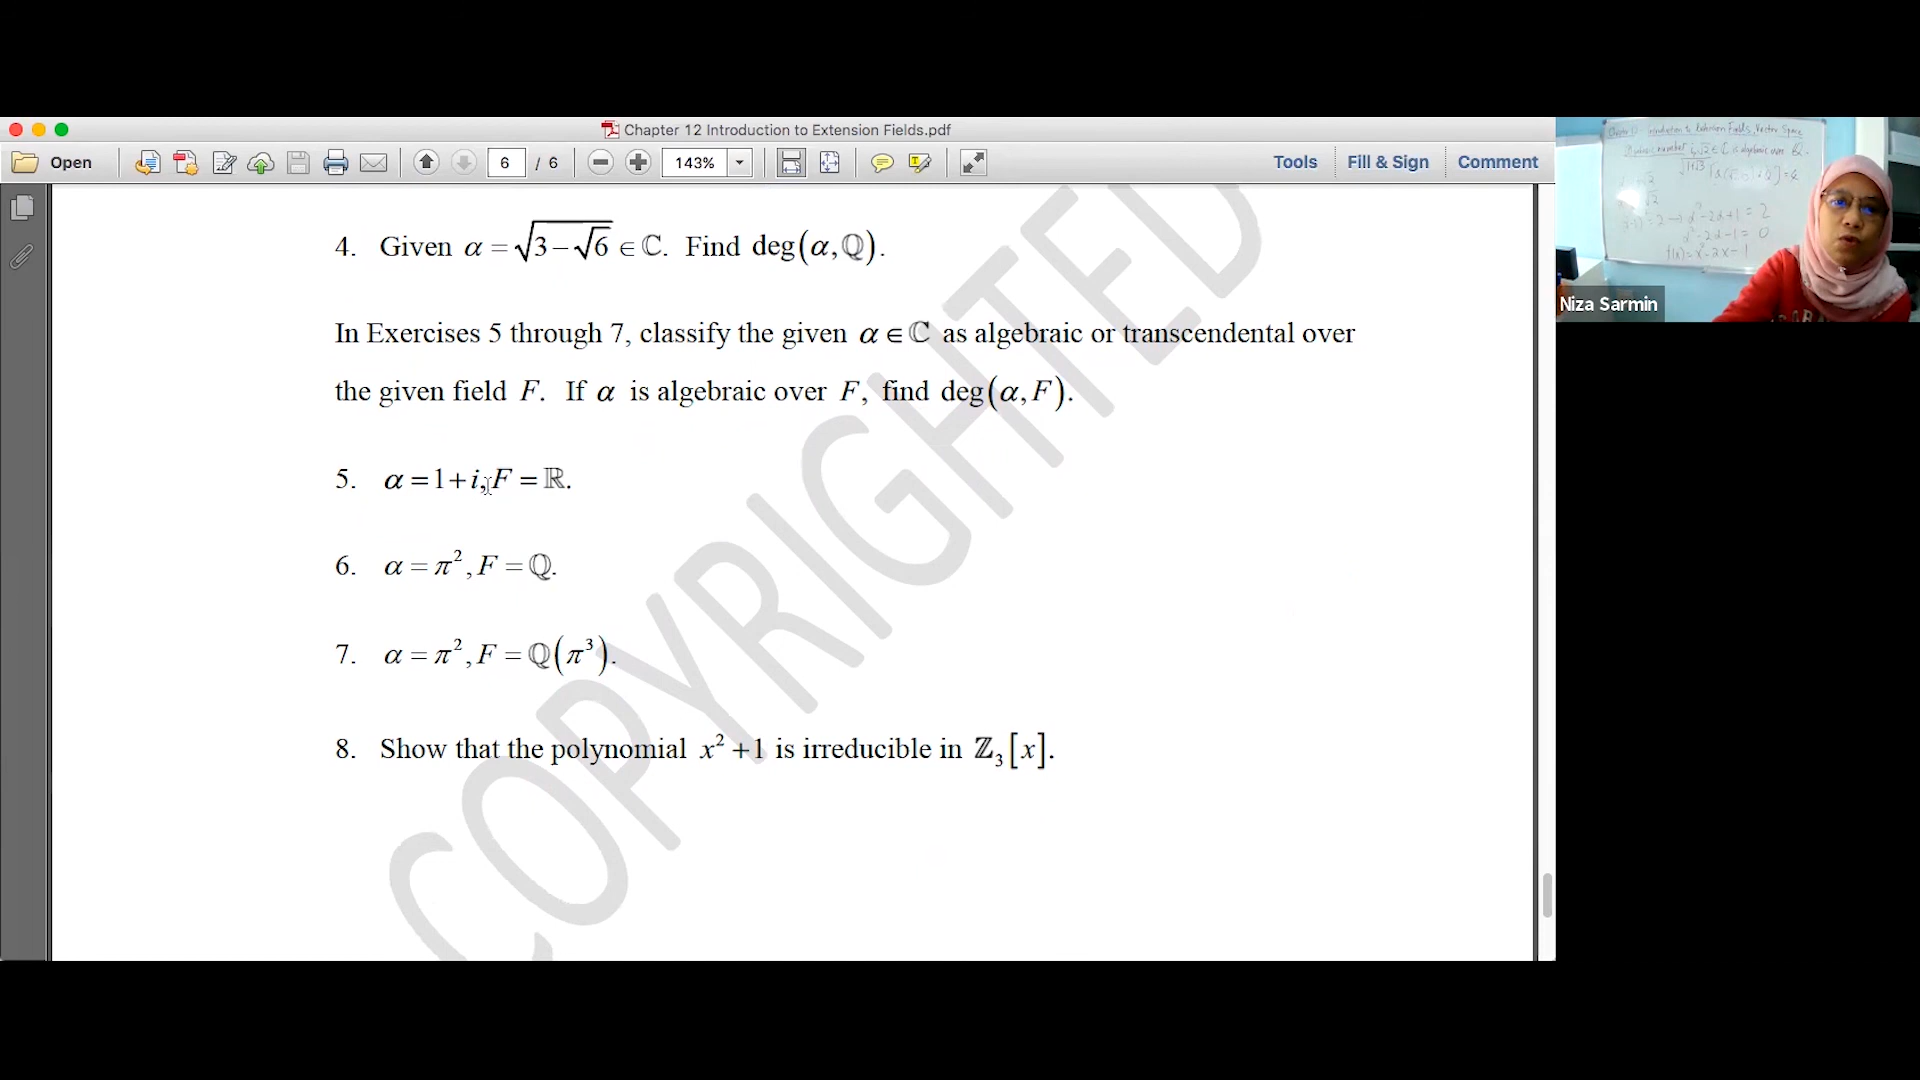 Chapter 12 Introduction to Extension Fields.pdf
Open
6 / 6
143%
Tools
Fill & Sign
Comment
4. Given α = √(3 − √6) ∈ ℂ. Find deg(α, ℚ).
In Exercises 5 through 7, classify the given α ∈ ℂ as algebraic or transcendental over
the given field F. If α is algebraic over F, find deg(α, F).
5. α = 1 + i, F = ℝ.
6. α = π², F = ℚ.
7. α = π², F = ℚ(π³).
8. Show that the polynomial x² + 1 is irreducible in ℤ₃[x].
COPYRIGHTED
Niza Sarmin